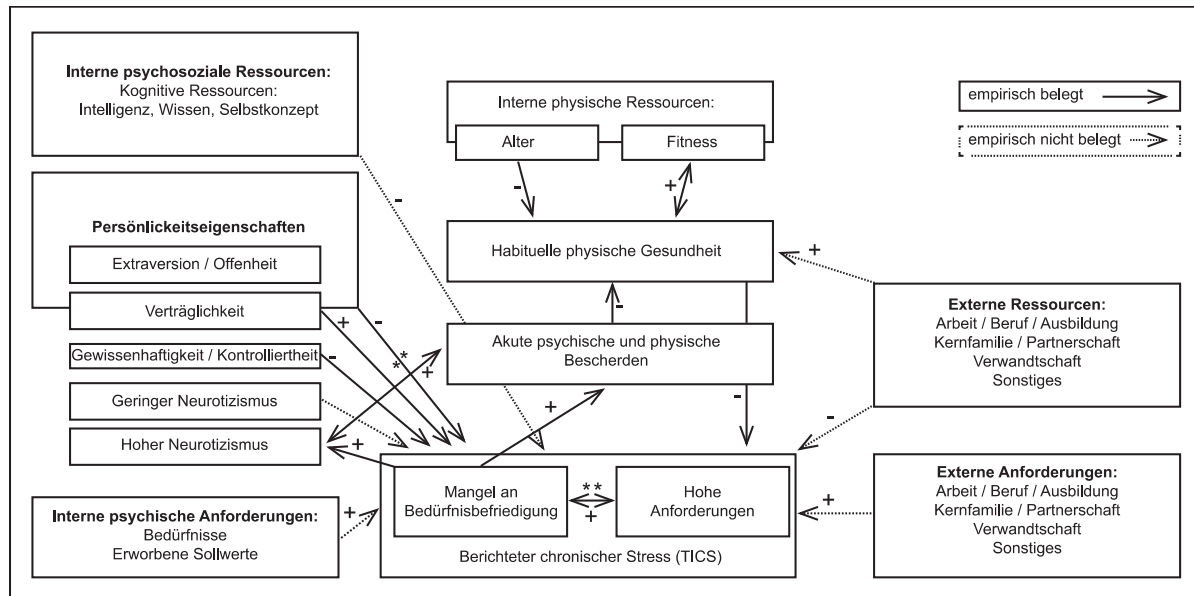 Interne psychosoziale Ressourcen:
Kognitive Ressourcen:
Intelligenz, Wissen, Selbstkonzept
Interne physische Ressourcen:
Alter
Fitness
empirisch belegt
empirisch nicht belegt
-
+
-
Persönlickeitseigenschaften
Extraversion / Offenheit
Verträglichkeit
Gewissenhaftigkeit / Kontrolliertheit
Geringer Neurotizismus
Hoher Neurotizismus
Habituelle physische Gesundheit
+
-
Akute psychische und physische
Bescherden
+
-
-
**
+
+
-
+
-
Externe Ressourcen:
Arbeit / Beruf / Ausbildung
Kernfamilie / Partnerschaft
Verwandtschaft
Sonstiges
Interne psychische Anforderungen:
Bedürfnisse
Erworbene Sollwerte
+
Mangel an
Bedürfnisbefriedigung
**
+
Hohe
Anforderungen
Berichteter chronischer Stress (TICS)
+
Externe Anforderungen:
Arbeit / Beruf / Ausbildung
Kernfamilie / Partnerschaft
Verwandtschaft
Sonstiges